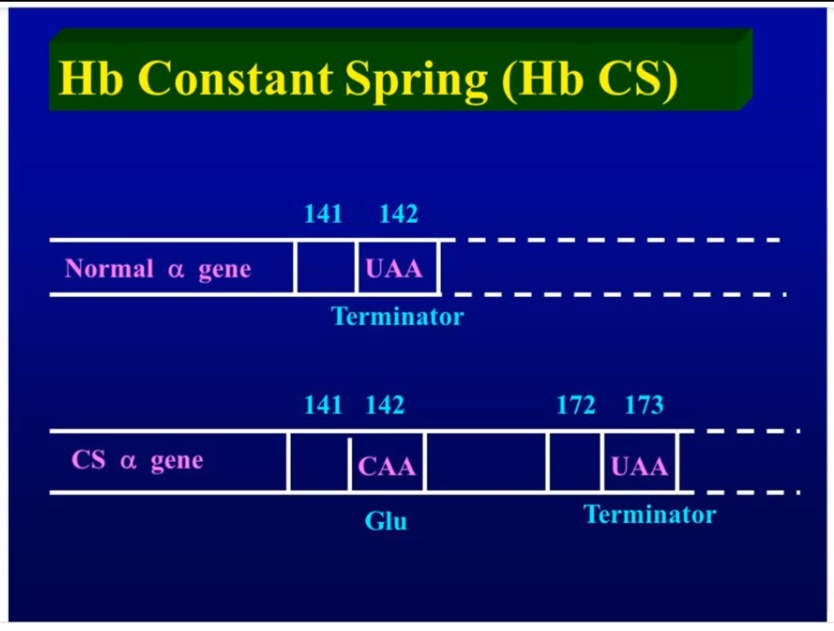 Hb Constant Spring (Hb CS)
141 142
Normal α gene UAA
Terminator
141 142 172 173
CS α gene CAA UAA
Glu Terminator